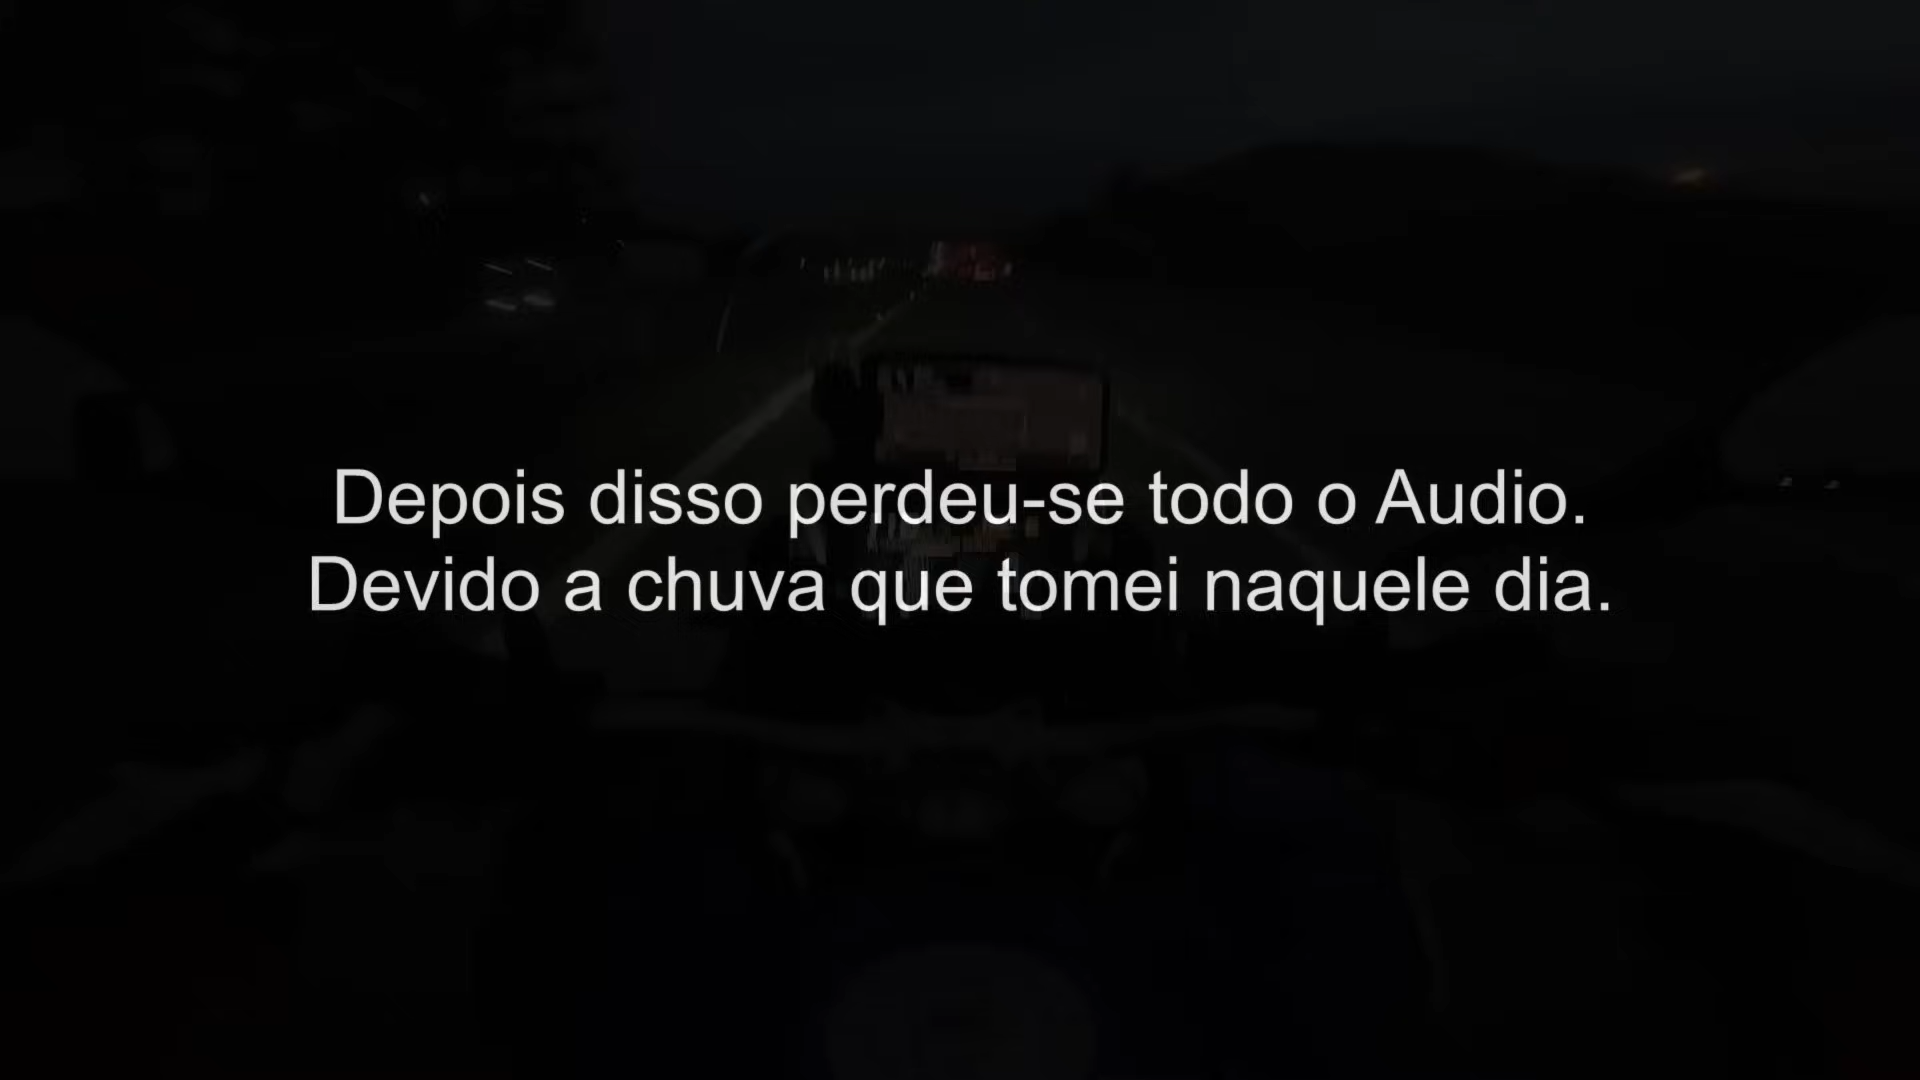 Depois disso perdeu-se todo o Audio.
Devido a chuva que tomei naquele dia.